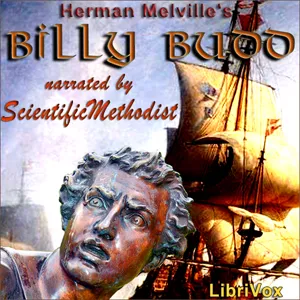 Herman Melville's
BiLLY BUDD
narrated by
ScientificMethodist
LibriVox